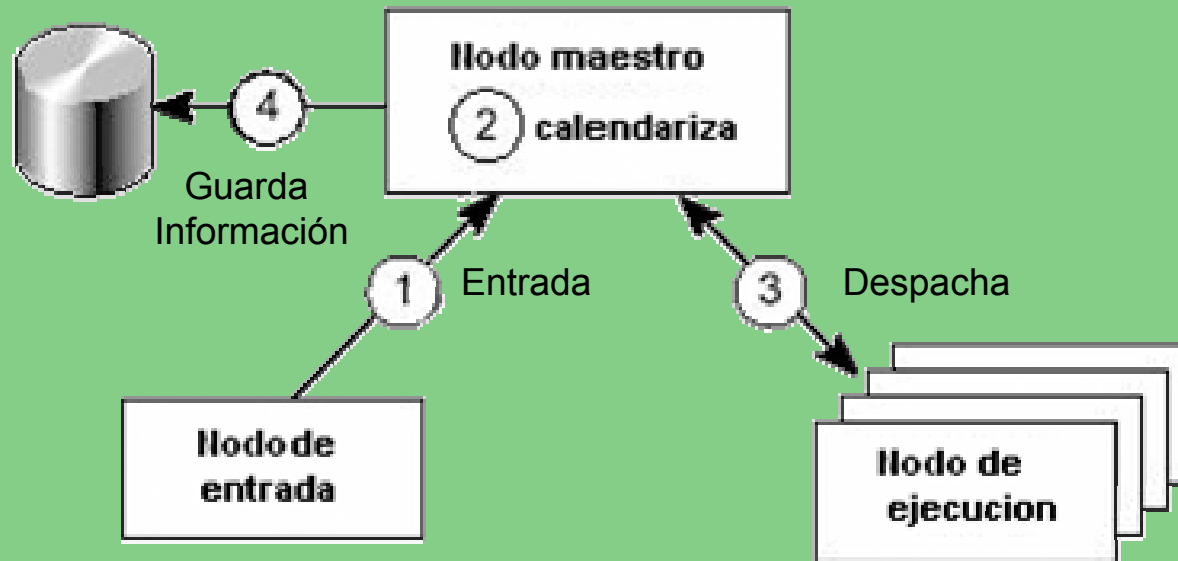 Nodo maestro
2 calendariza
4
Guarda
Información
1 Entrada
3 Despacha
Nodo de
entrada
Nodo de
ejecucion